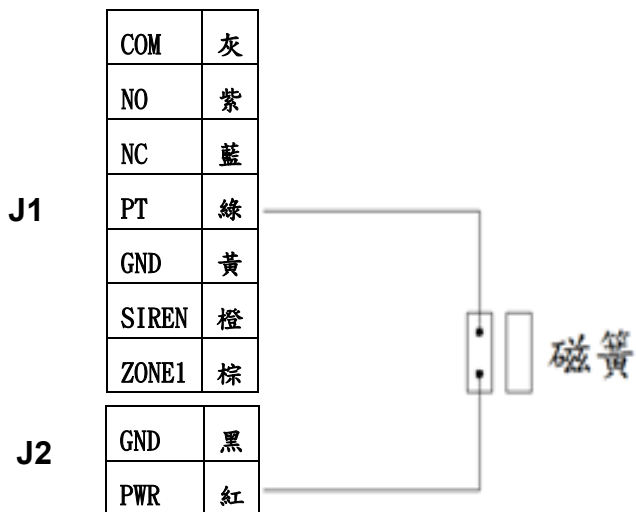 COM 灰
NO 紫
NC 藍
J1 PT 綠
GND 黃
SIREN 橙
ZONE1 棕
磁簧
J2 GND 黑
PWR 紅